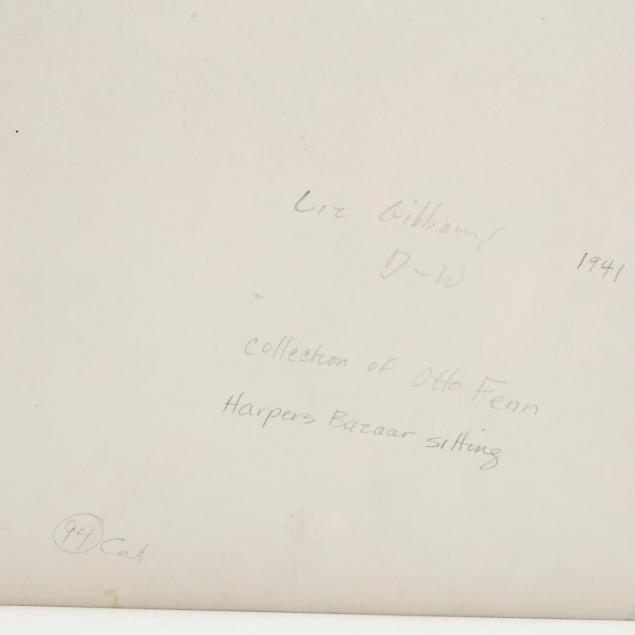 Liz Gibbons
D-W
1941
collection of Otto Fenn
Harpers Bazaar sitting
94 Cat